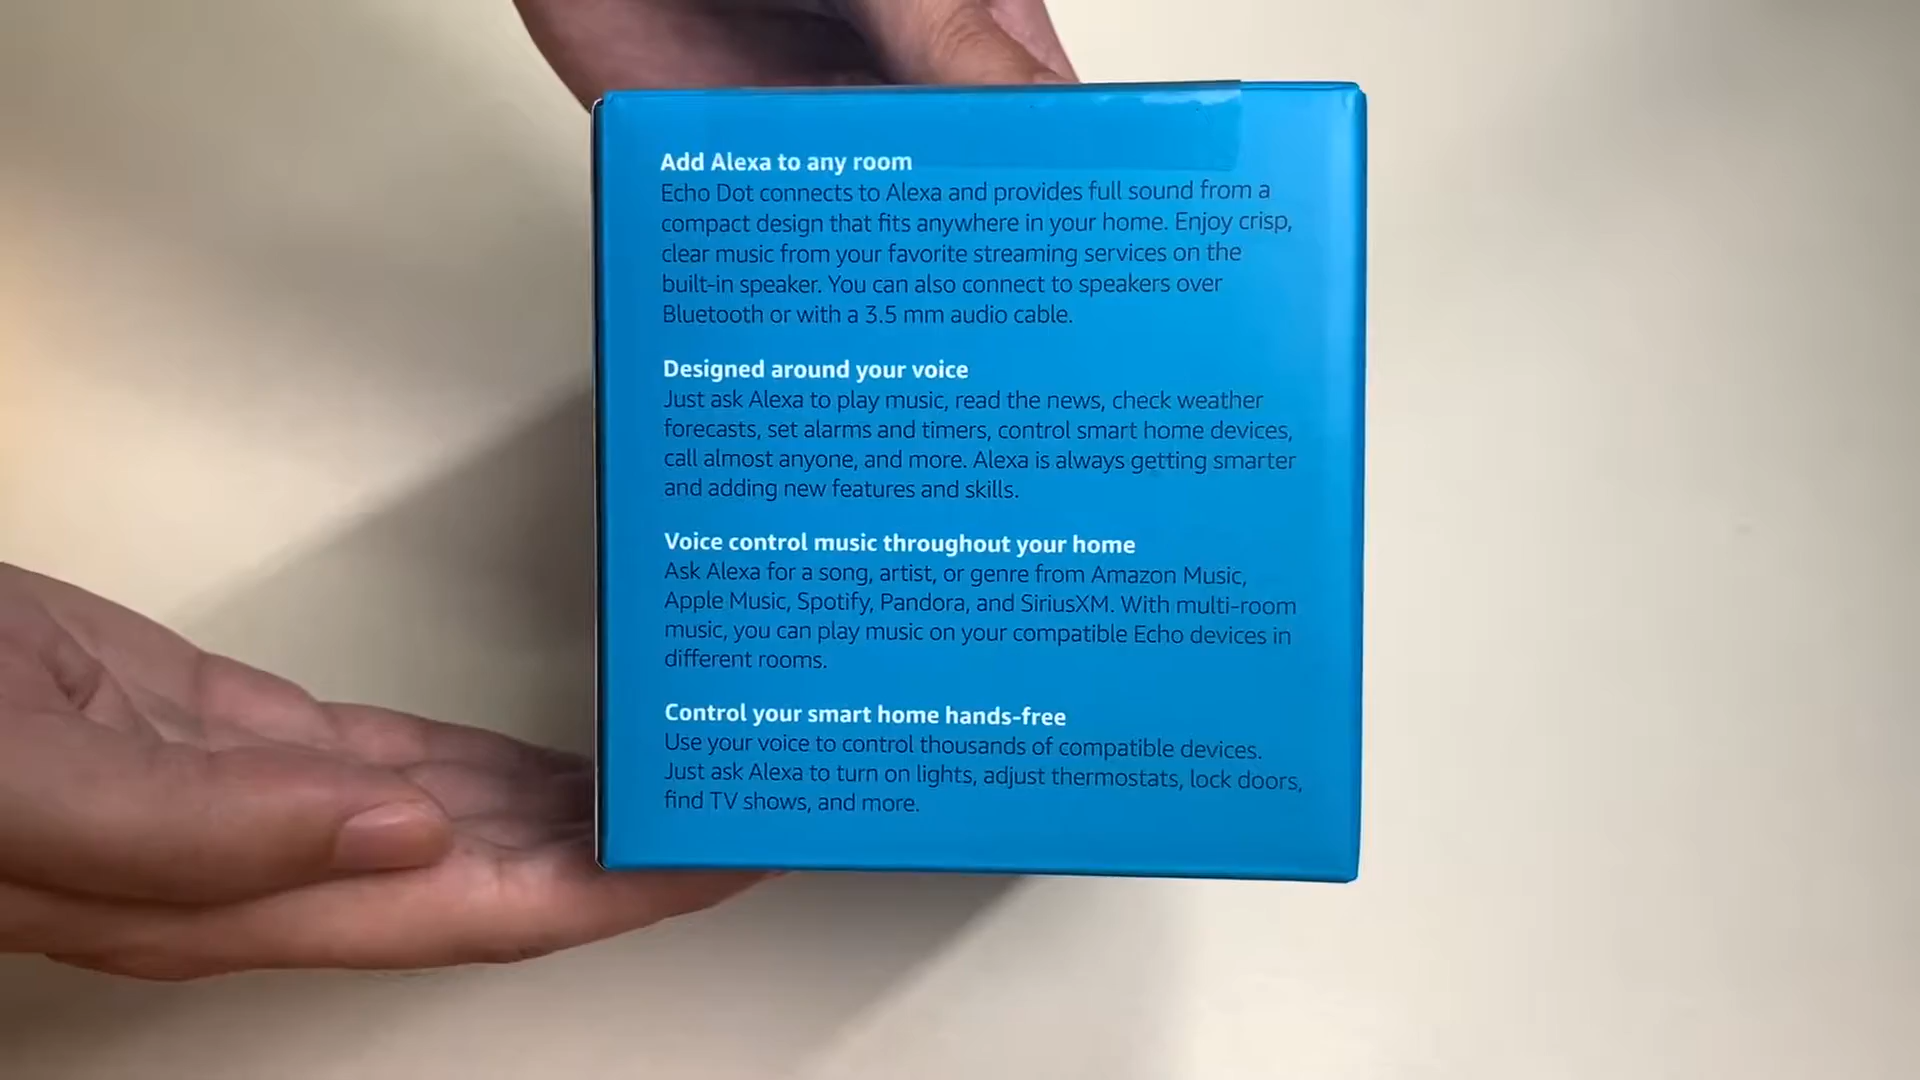 Add Alexa to any room
Echo Dot connects to Alexa and provides full sound from a
compact design that fits anywhere in your home. Enjoy crisp,
clear music from your favorite streaming services on the
built-in speaker. You can also connect to speakers over
Bluetooth or with a 3.5 mm audio cable.
Designed around your voice
Just ask Alexa to play music, read the news, check weather
forecasts, set alarms and timers, control smart home devices,
call almost anyone, and more. Alexa is always getting smarter
and adding new features and skills.
Voice control music throughout your home
Ask Alexa for a song, artist, or genre from Amazon Music,
Apple Music, Spotify, Pandora, and SiriusXM. With multi-room
music, you can play music on your compatible Echo devices in
different rooms.
Control your smart home hands-free
Use your voice to control thousands of compatible devices.
Just ask Alexa to turn on lights, adjust thermostats, lock doors,
find TV shows, and more.